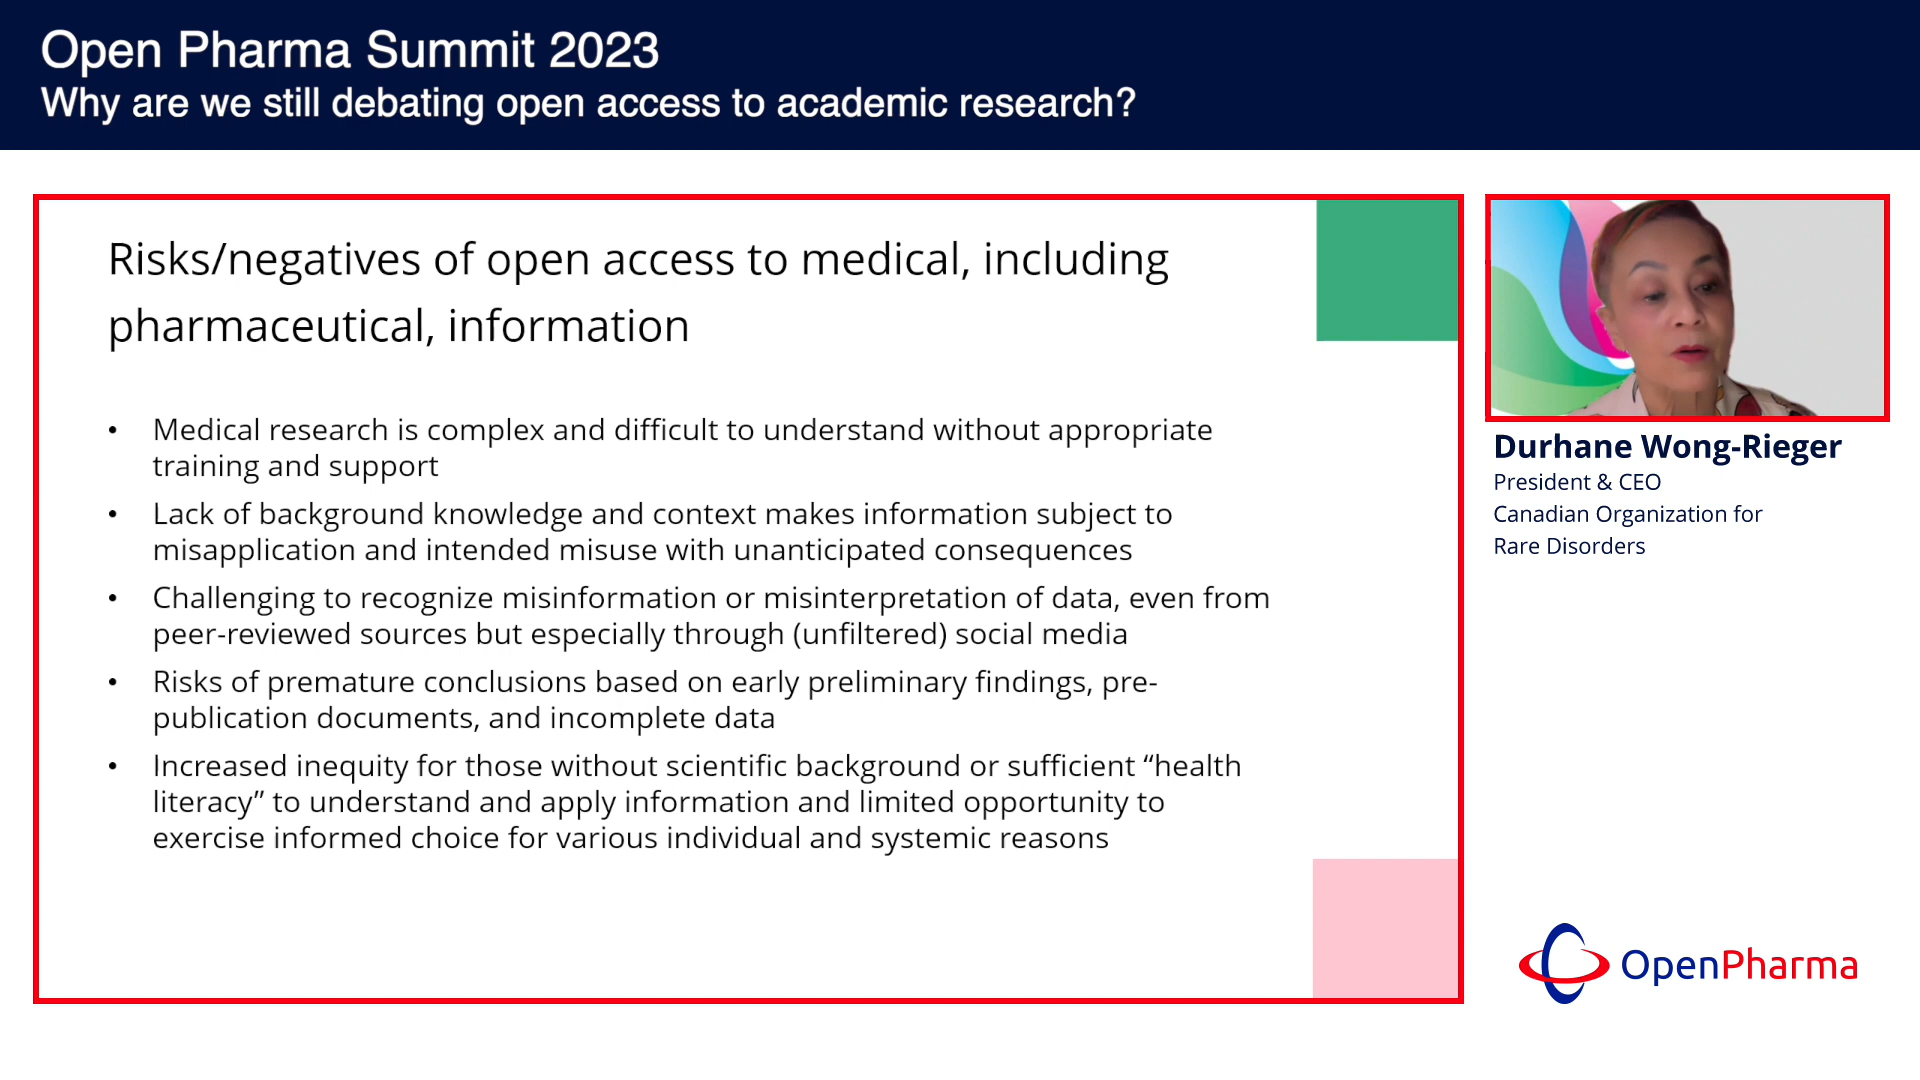 Open Pharma Summit 2023
Why are we still debating open access to academic research?
Risks/negatives of open access to medical, including
pharmaceutical, information
• Medical research is complex and difficult to understand without appropriate
training and support
• Lack of background knowledge and context makes information subject to
misapplication and intended misuse with unanticipated consequences
• Challenging to recognize misinformation or misinterpretation of data, even from
peer-reviewed sources but especially through (unfiltered) social media
• Risks of premature conclusions based on early preliminary findings, pre-
publication documents, and incomplete data
• Increased inequity for those without scientific background or sufficient “health
literacy” to understand and apply information and limited opportunity to
exercise informed choice for various individual and systemic reasons
Durhane Wong-Rieger
President & CEO
Canadian Organization for
Rare Disorders
OpenPharma